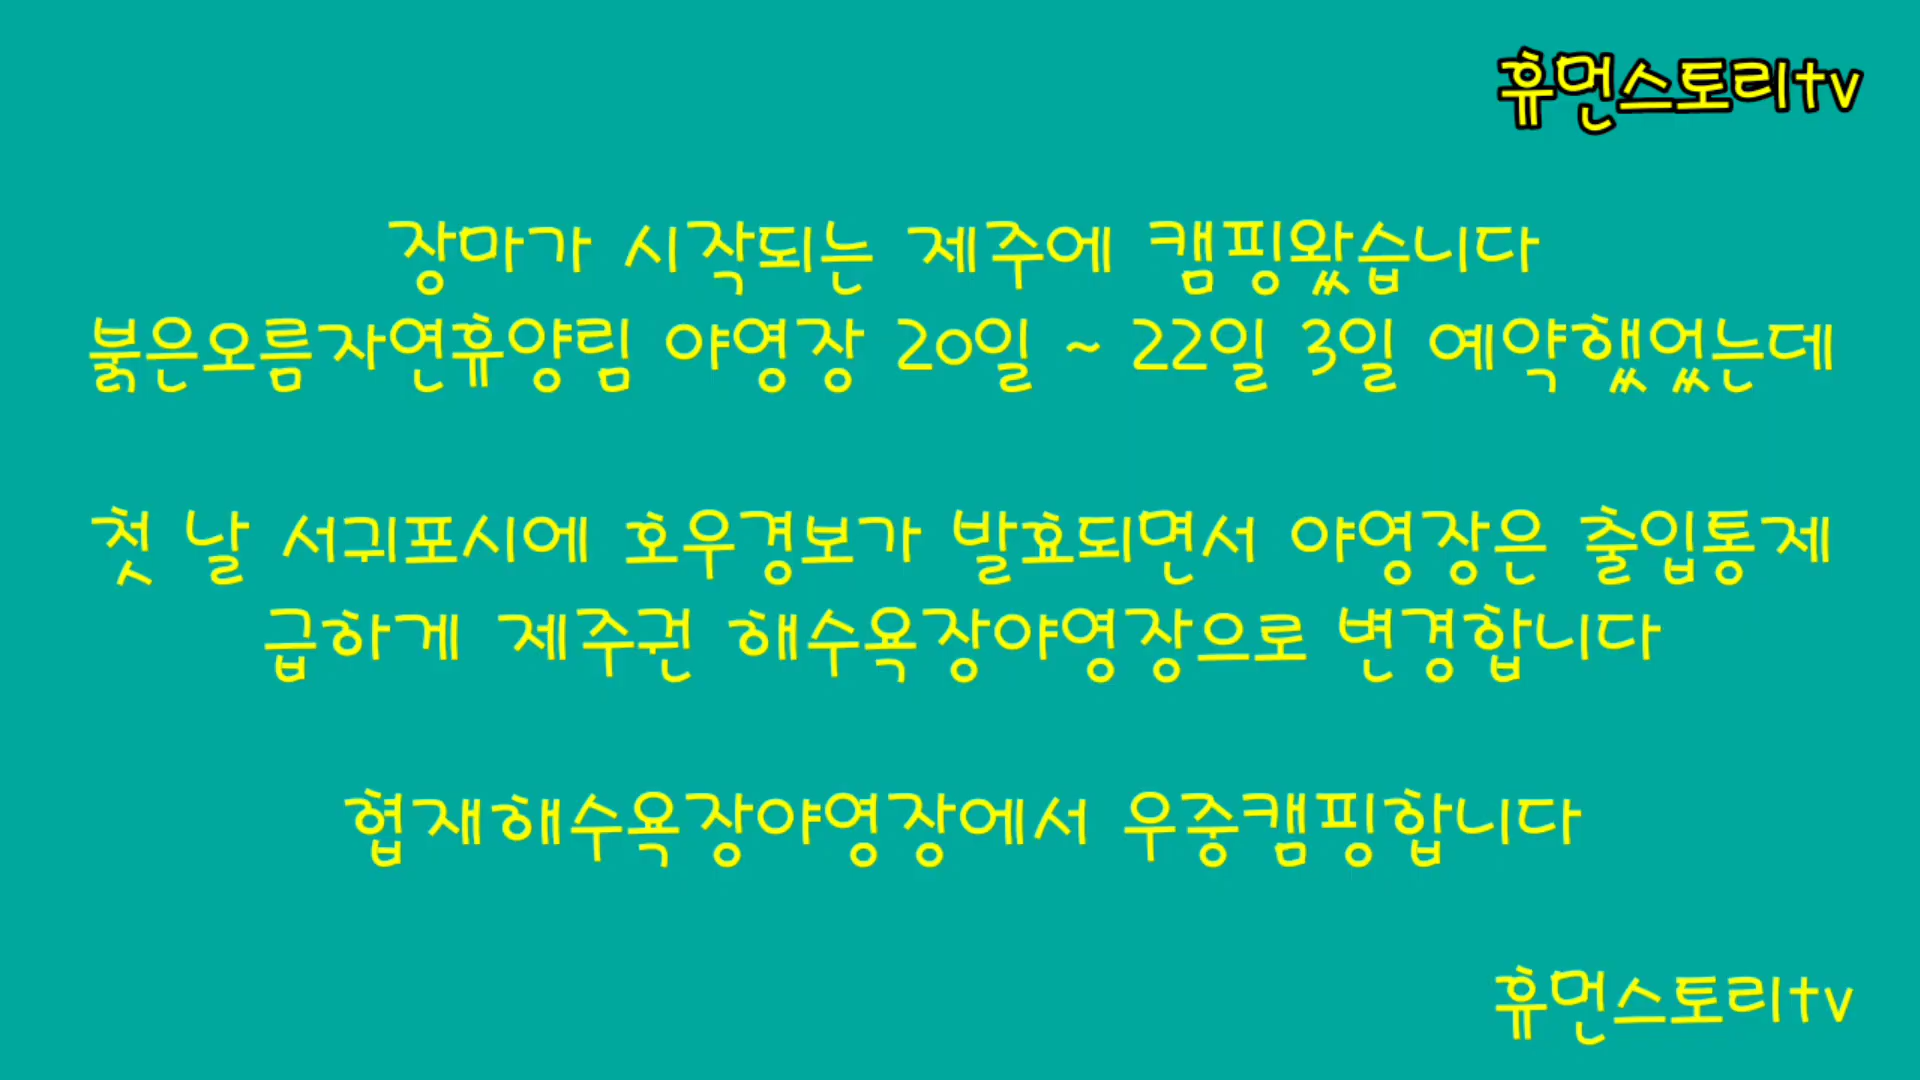 휴먼스토리tv
장마가 시작되는 제주에 캠핑왔습니다
붉은오름자연휴양림 야영장 20일 ~ 22일 3일 예약했었는데
첫 날 서귀포시에 호우경보가 발효되면서 야영장은 출입통제
급하게 제주권 해수욕장야영장으로 변경합니다
협재해수욕장야영장에서 우중캠핑합니다
휴먼스토리tv